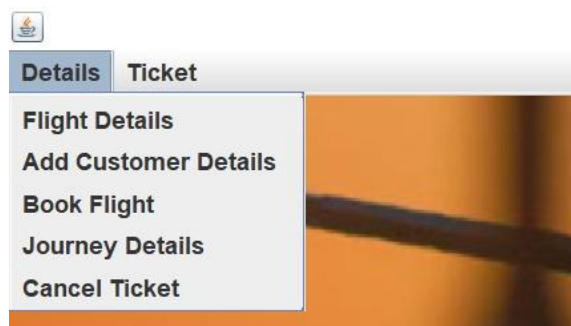 Details Ticket
Flight Details
Add Customer Details
Book Flight
Journey Details
Cancel Ticket